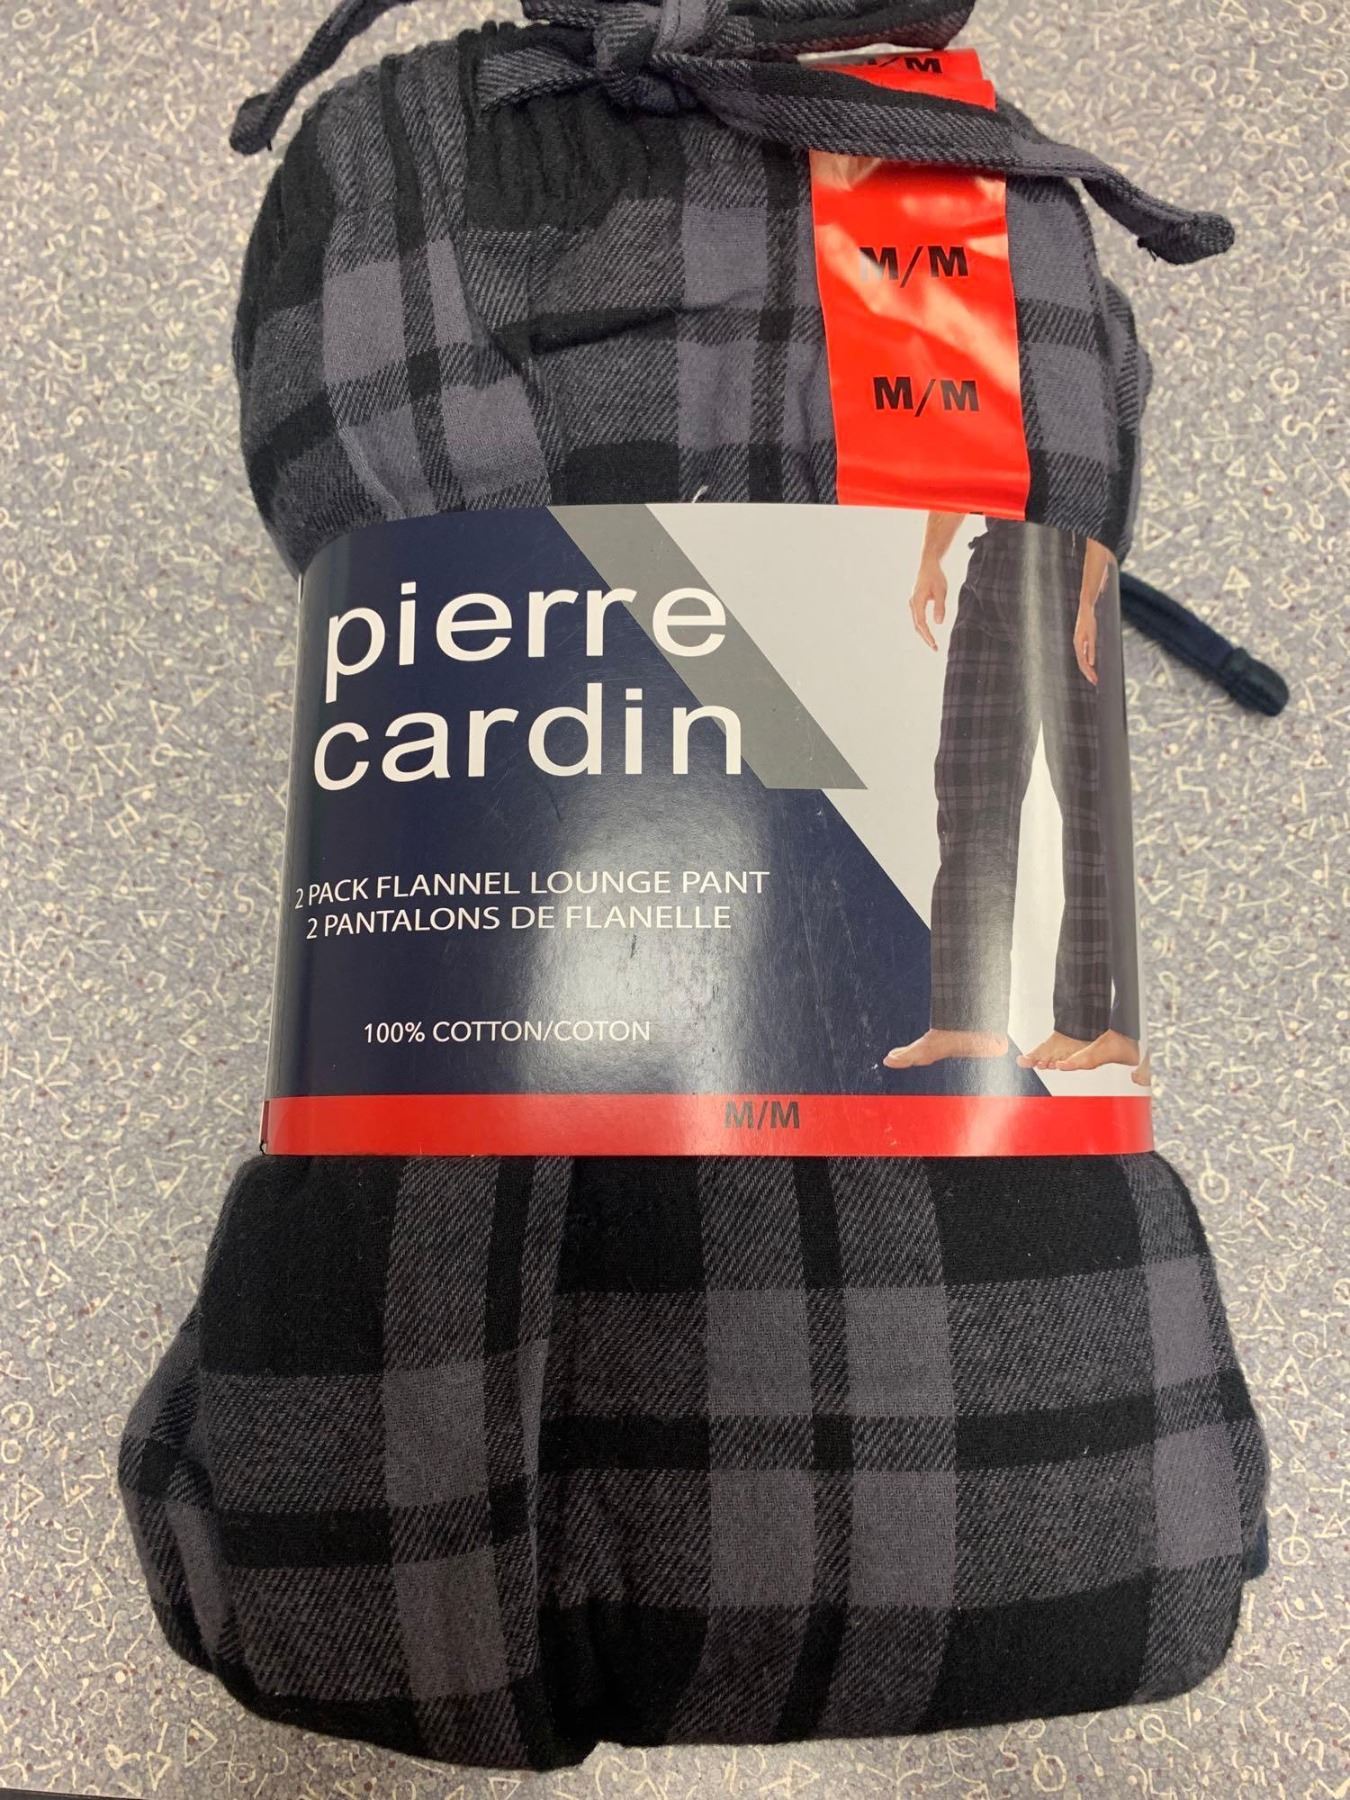 M/M
M/M
M/M
pierre
cardin
2 PACK FLANNEL LOUNGE PANT
2 PANTALONS DE FLANELLE
100% COTTON/COTON
M/M